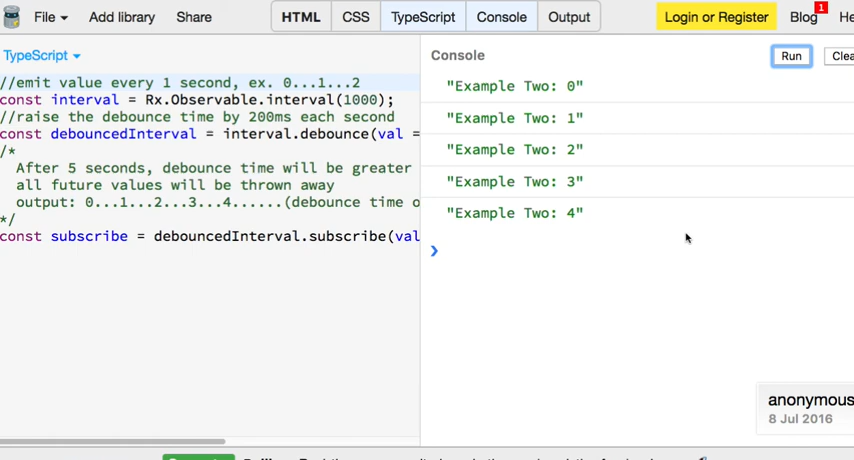 File Add library Share HTML CSS TypeScript Console Output Login or Register Blog 1 He
TypeScript
//emit value every 1 second, ex. 0...1...2
const interval = Rx.Observable.interval(1000);
//raise the debounce time by 200ms each second
const debouncedInterval = interval.debounce(val =
/*
After 5 seconds, debounce time will be greater
all future values will be thrown away
output: 0...1...2...3...4......(debounce time o
*/
const subscribe = debouncedInterval.subscribe(val
Console Run Clea
"Example Two: 0"
"Example Two: 1"
"Example Two: 2"
"Example Two: 3"
"Example Two: 4"
anonymous
8 Jul 2016